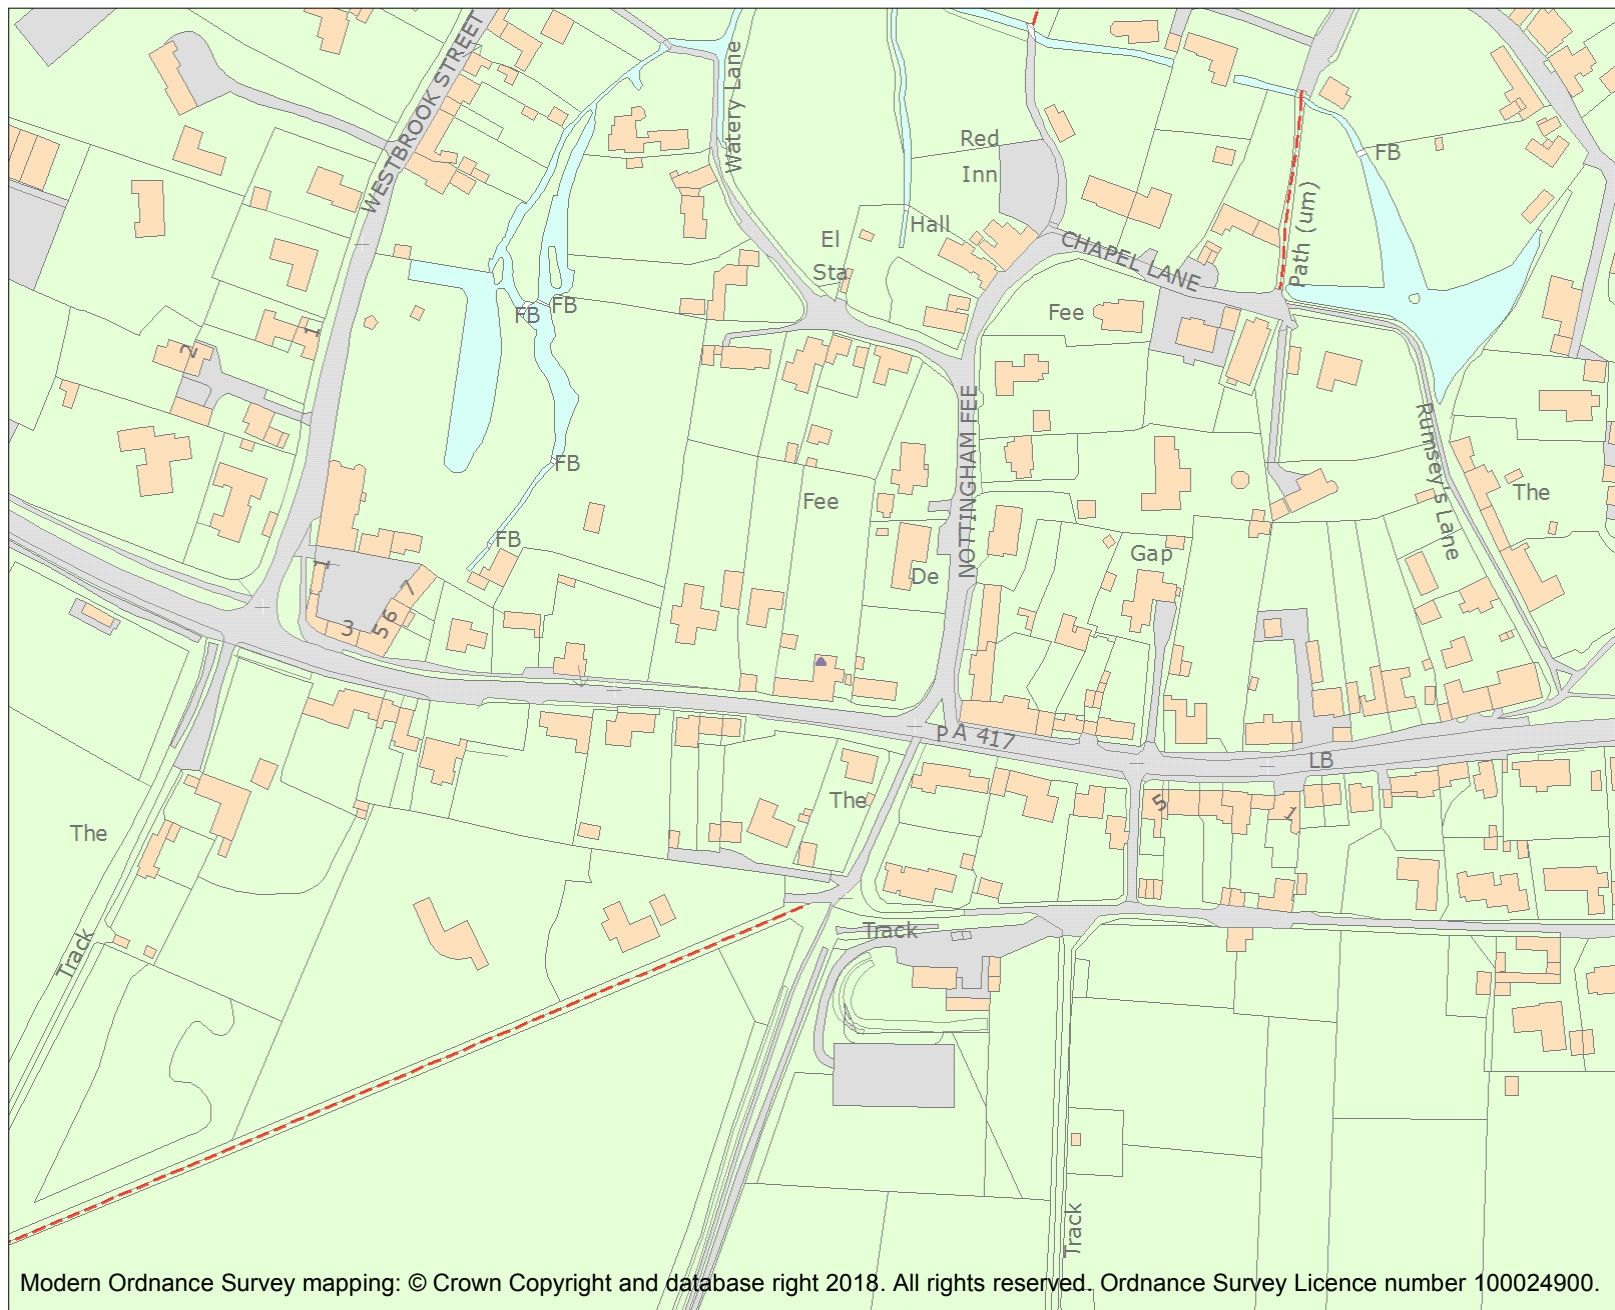 WESTBROOK STREET
Watery Lane
Red
Inn
FB
El
Sta
Hall
CHAPEL LANE
Path (um)
FB
FB
Fee
1
2
NOTTINGHAM FEE
Rumsey's Lane
FB
Fee
The
FB
Gap
De
1
7
6
5
3
P
A 417
LB
The
5
1
The
Track
Track
Track
Modern Ordnance Survey mapping: © Crown Copyright and database right 2018. All rights reserved. Ordnance Survey Licence number 100024900.